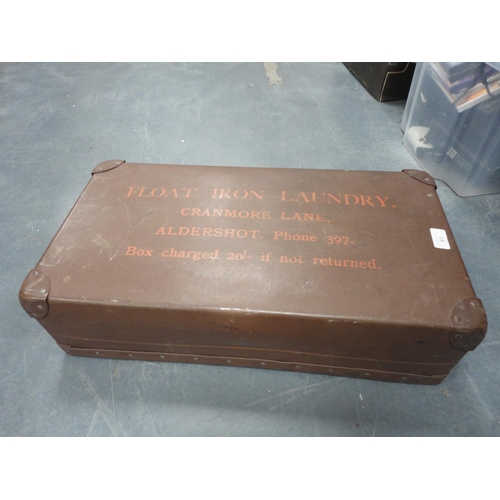 FLOAT IRON LAUNDRY.
CRANMORE LANE,
ALDERSHOT. Phone 397.
Box charged 20/- if not returned.